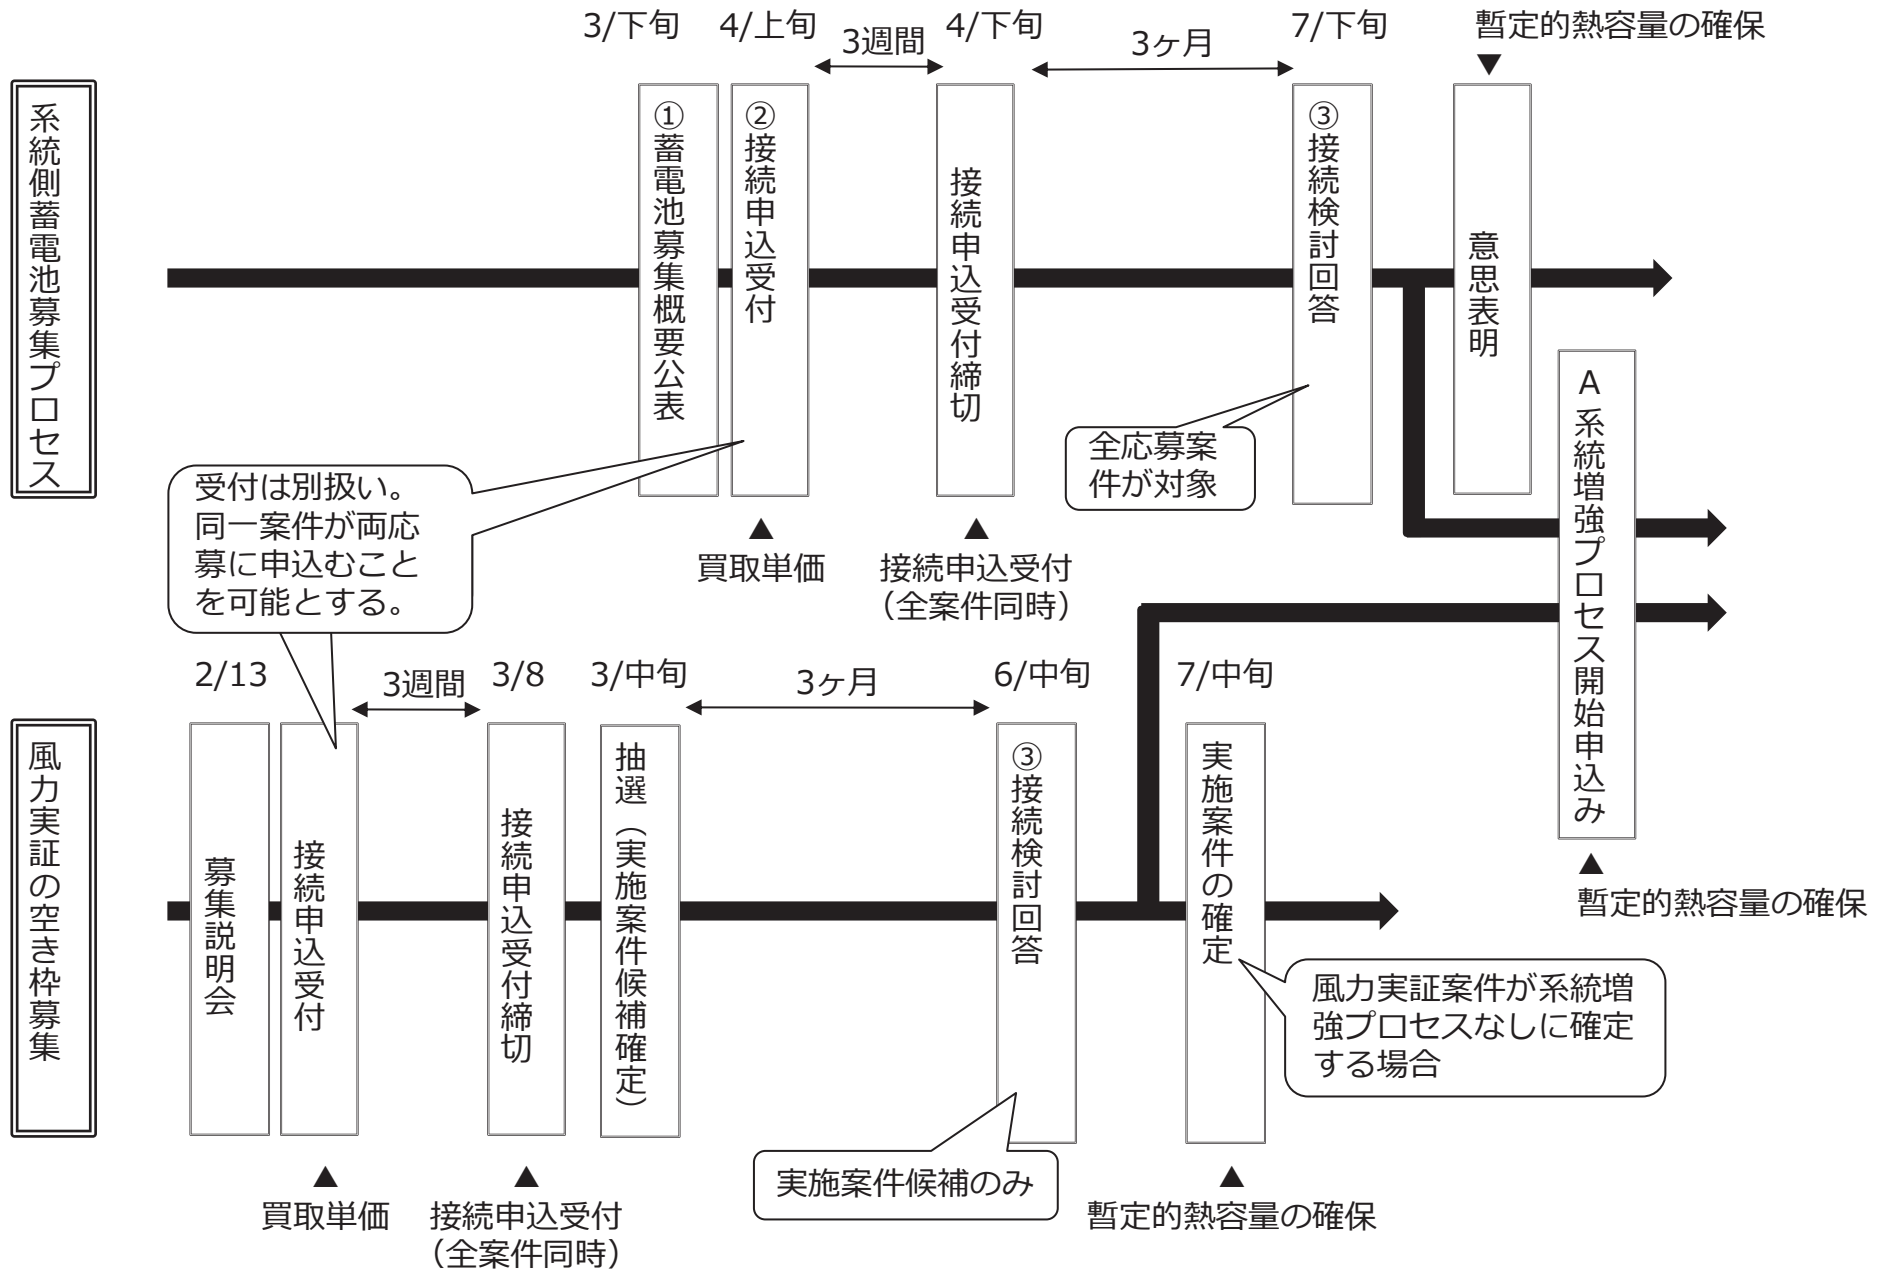 3/下旬
4/上旬
3週間
4/下旬
3ヶ月
7/下旬
暫定的熱容量の確保
▼
系統側蓄電池募集プロセス
①蓄電池募集概要公表
②接続申込受付
接続申込受付締切
③接続検討回答
意思表明
A系統増強プロセス開始申込み
全応募案
件が対象
受付は別扱い。
同一案件が両応
募に申込むこと
を可能とする。
▲
買取単価
▲
接続申込受付
（全案件同時）
2/13
3週間
3/8
3/中旬
3ヶ月
6/中旬
7/中旬
風力実証の空き枠募集
募集説明会
接続申込受付
接続申込受付締切
抽選（実施案件候補確定）
③接続検討回答
実施案件の確定
▲
暫定的熱容量の確保
風力実証案件が系統増
強プロセスなしに確定
する場合
実施案件候補のみ
▲
買取単価
▲
接続申込受付
（全案件同時）
▲
暫定的熱容量の確保